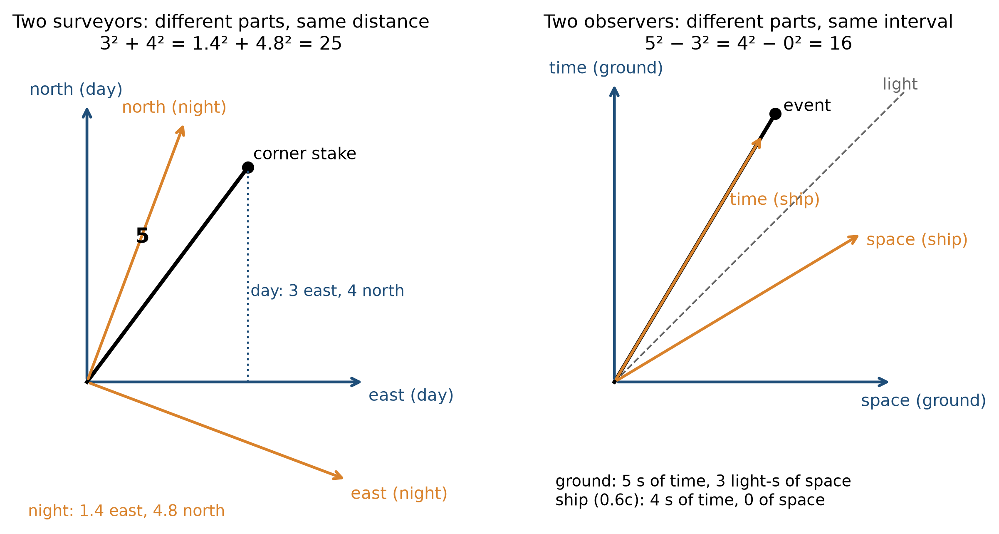 Two surveyors: different parts, same distance
3² + 4² = 1.4² + 4.8² = 25
north (day)
north (night)
corner stake
5
day: 3 east, 4 north
east (day)
east (night)
night: 1.4 east, 4.8 north
Two observers: different parts, same interval
5² − 3² = 4² − 0² = 16
time (ground)
light
event
time (ship)
space (ship)
space (ground)
ground: 5 s of time, 3 light-s of space
ship (0.6c): 4 s of time, 0 of space